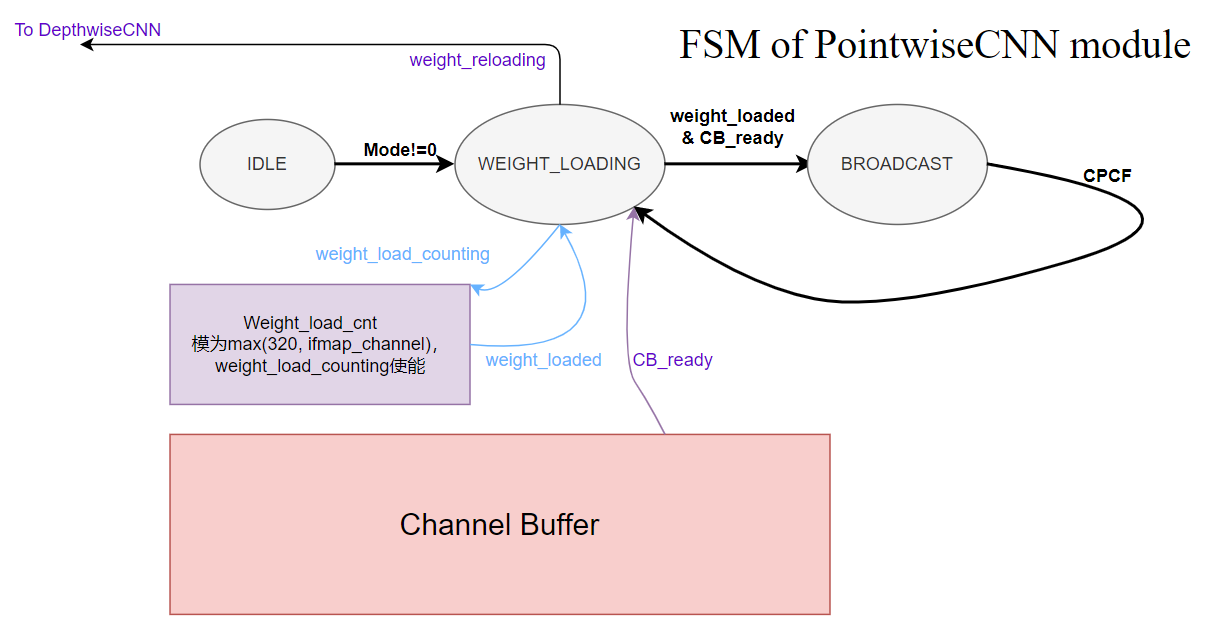 To DepthwiseCNN
FSM of PointwiseCNN module
weight_reloading
weight_loaded
& CB_ready
IDLE
Mode!=0
WEIGHT_LOADING
BROADCAST
CPCF
weight_load_counting
Weight_load_cnt
模为max(320, ifmap_channel),
weight_load_counting使能
weight_loaded
CB_ready
Channel Buffer